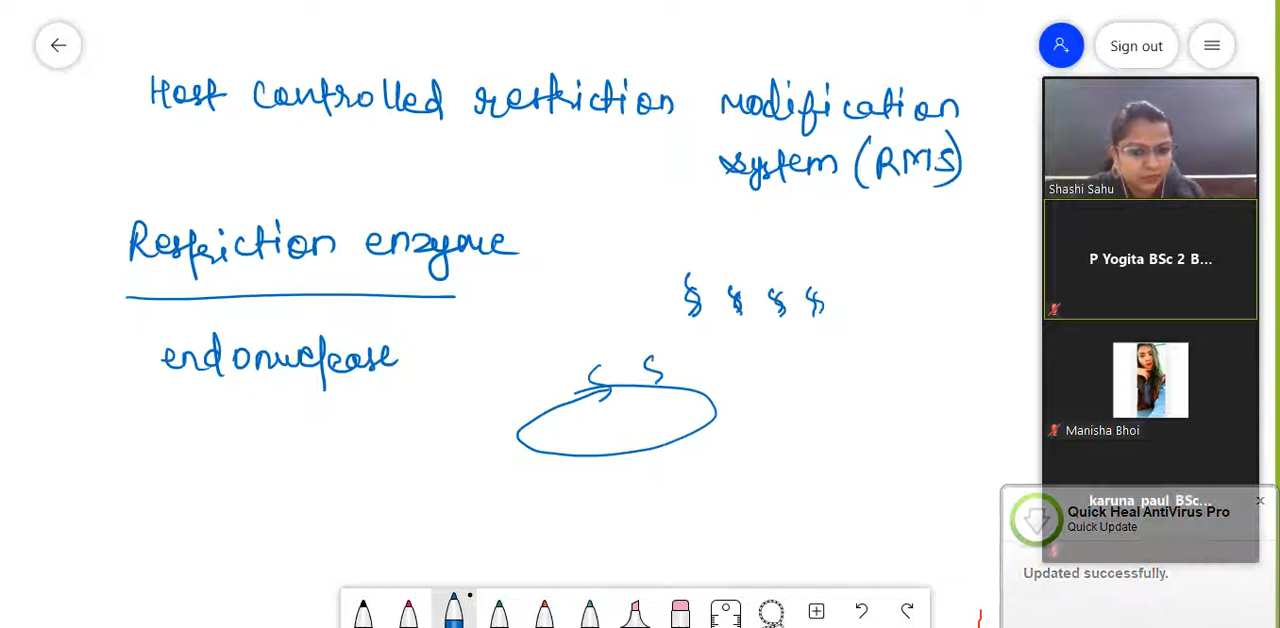 Sign out
Host controlled restriction modification
system (RMS)
Restriction enzyme
endonuclease
Shashi Sahu
P Yogita BSc 2 B...
Manisha Bhoi
karuna paul BSc...
Quick Heal AntiVirus Pro
Quick Update
Updated successfully.